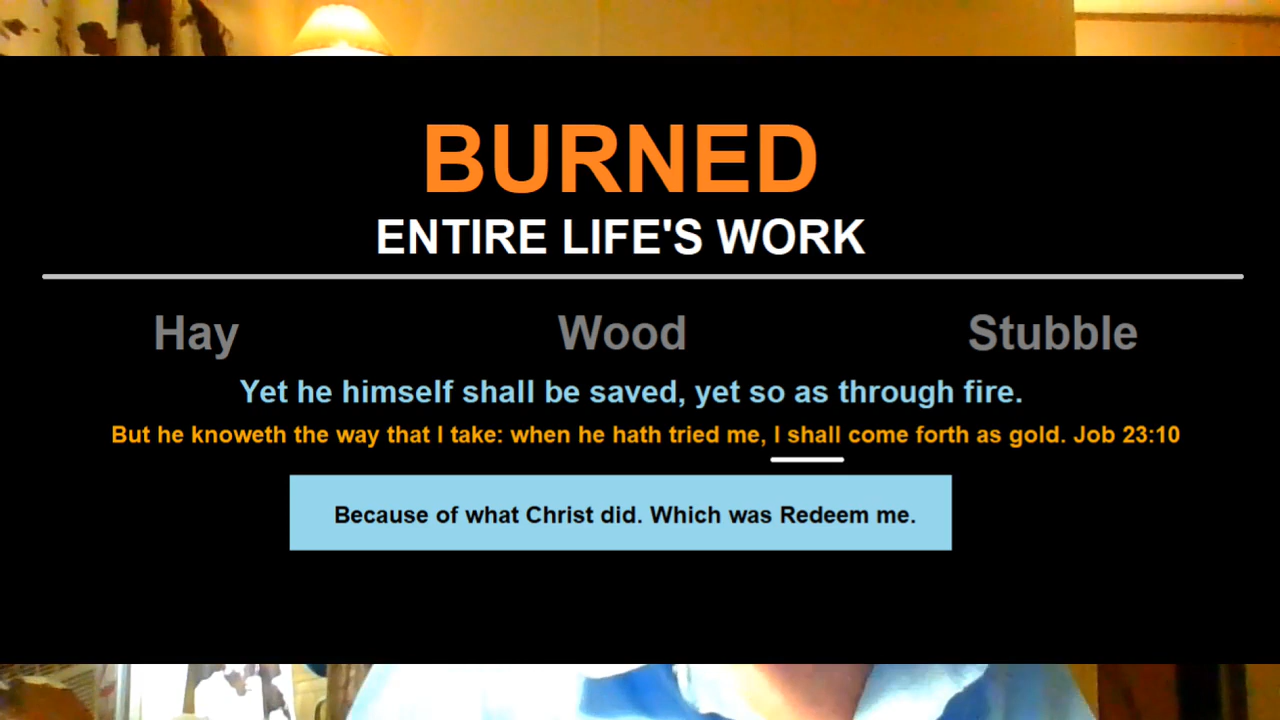 BURNED
ENTIRE LIFE'S WORK
Hay Wood Stubble
Yet he himself shall be saved, yet so as through fire.
But he knoweth the way that I take: when he hath tried me, I shall come forth as gold. Job 23:10
Because of what Christ did. Which was Redeem me.